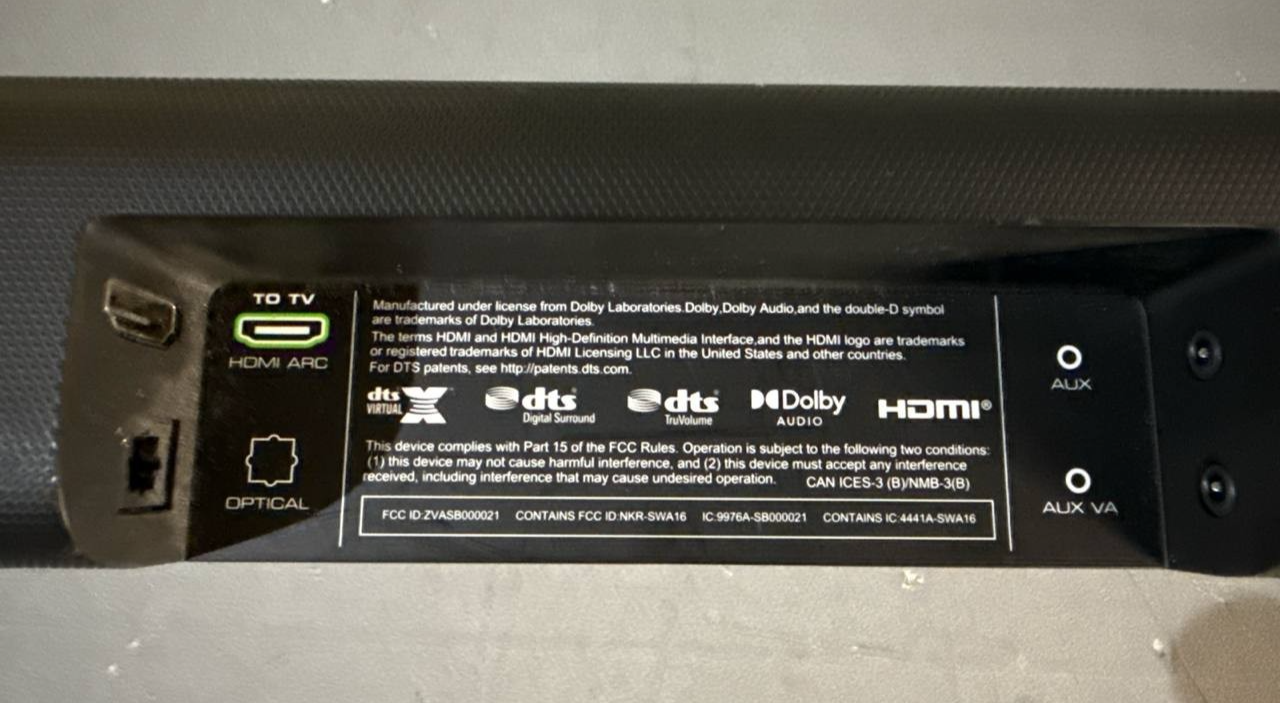 TO TV
HDMI ARC
OPTICAL
Manufactured under license from Dolby Laboratories.Dolby,Dolby Audio,and the double-D symbol
are trademarks of Dolby Laboratories.
The terms HDMI and HDMI High-Definition Multimedia Interface,and the HDMI logo are trademarks
or registered trademarks of HDMI Licensing LLC in the United States and other countries.
For DTS patents, see http://patents.dts.com.
dts VIRTUAL X
dts Digital Surround
dts TruVolume
Dolby AUDIO
HDMI®
This device complies with Part 15 of the FCC Rules. Operation is subject to the following two conditions:
(1) this device may not cause harmful interference, and (2) this device must accept any interference
received, including interference that may cause undesired operation. CAN ICES-3 (B)/NMB-3(B)
FCC ID:ZVASB000021 CONTAINS FCC ID:NKR-SWA16 IC:9976A-SB000021 CONTAINS IC:4441A-SWA16
AUX
AUX VA